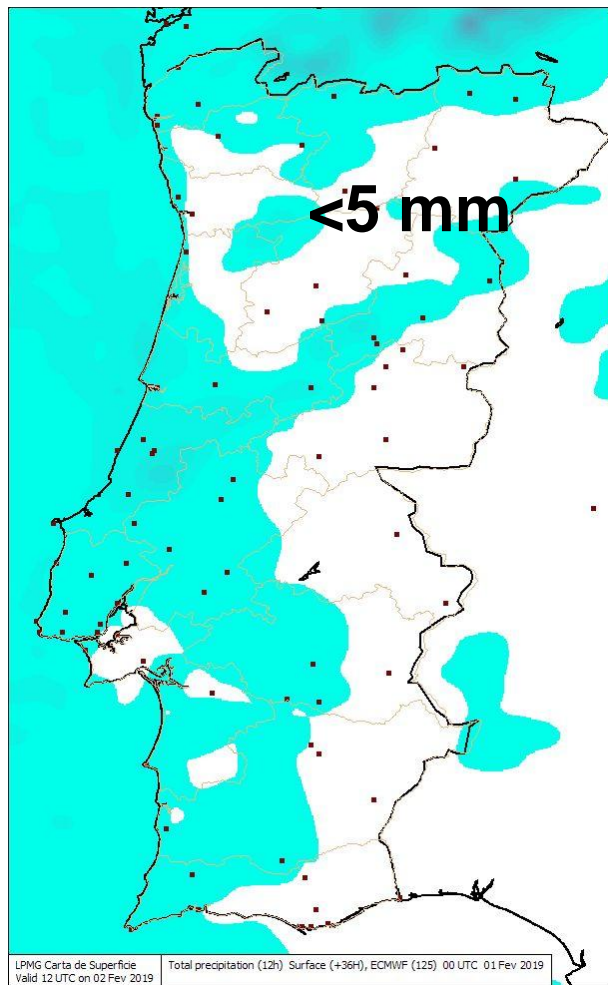 <5 mm
LPMG Carta de Superfície
Valid 12 UTC on 02 Fev 2019
Total precipitation (12h) Surface (+36H), ECMWF (125) 00 UTC 01 Fev 2019